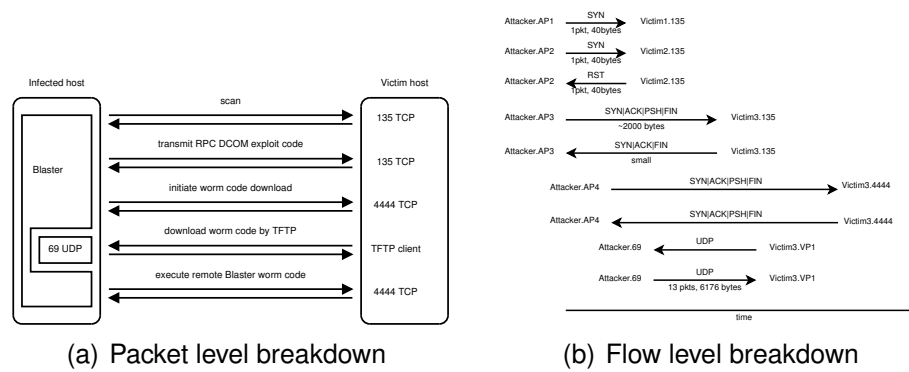 Infected host
Victim host
scan
135 TCP
transmit RPC DCOM exploit code
Blaster
135 TCP
initiate worm code download
4444 TCP
download worm code by TFTP
69 UDP
TFTP client
execute remote Blaster worm code
4444 TCP
(a) Packet level breakdown
Attacker.AP1 SYN Victim1.135
1pkt, 40bytes
Attacker.AP2 SYN Victim2.135
1pkt, 40bytes
Attacker.AP2 RST Victim2.135
1pkt, 40bytes
Attacker.AP3 SYN|ACK|PSH|FIN Victim3.135
~2000 bytes
Attacker.AP3 SYN|ACK|FIN Victim3.135
small
Attacker.AP4 SYN|ACK|PSH|FIN Victim3.4444
Attacker.AP4 SYN|ACK|PSH|FIN Victim3.4444
Attacker.69 UDP Victim3.VP1
Attacker.69 UDP Victim3.VP1
13 pkts, 6176 bytes
time
(b) Flow level breakdown